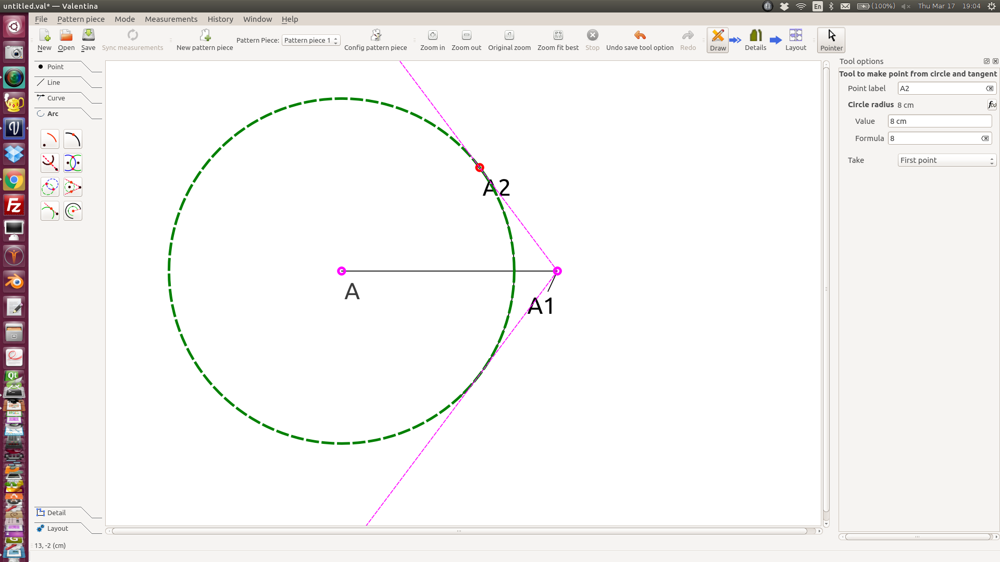 untitled.val* — Valentina
En
(100%)
Thu Mar 17
19:04
File Pattern piece Mode Measurements History Window Help
New Open Save Sync measurements New pattern piece Pattern Piece: Pattern piece 1 Config pattern piece Zoom in Zoom out Original zoom Zoom fit best Stop Undo save tool option Redo Draw Details Layout Pointer
Point
Line
Curve
Arc
Detail
Layout
13, -2 (cm)
A
A1
A2
Tool options
Tool to make point from circle and tangent
Point label A2
Circle radius 8 cm
Value 8 cm
Formula 8
Take First point
Fz
Qt